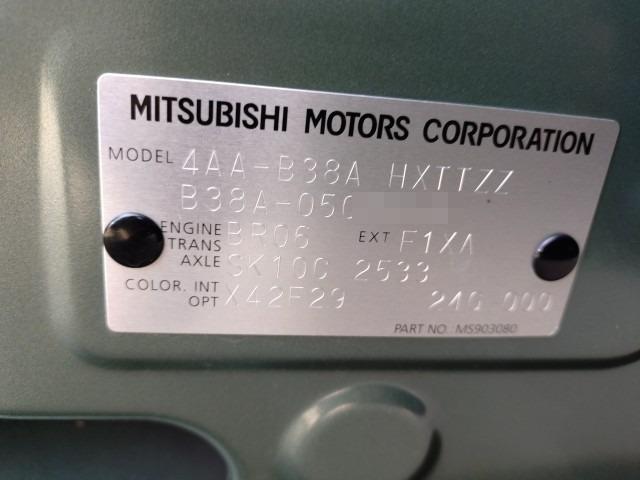 MITSUBISHI MOTORS CORPORATION
MODEL 4AA-B38A HXTTZZ
B38A-050
ENGINE BR06 EXT F1XA
TRANS
AXLE SK10C 2533
COLOR. INT
OPT X42F29 240 000
PART NO.: MS903080